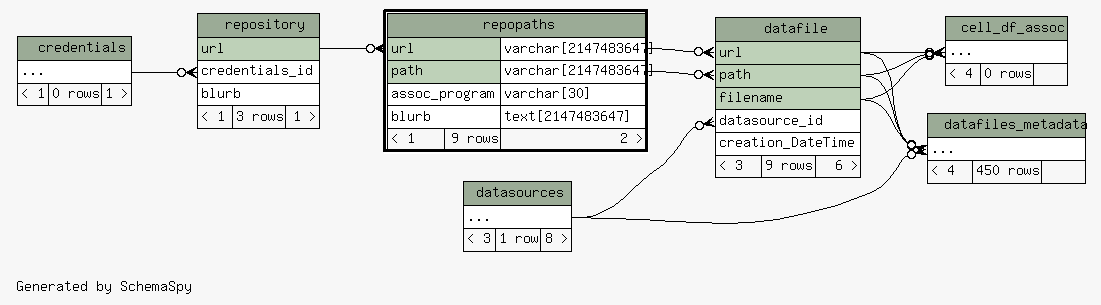 credentials
...
< 1 0 rows 1 >
repository
url
credentials_id
blurb
< 1 3 rows 1 >
repopaths
url varchar[2147483647]
path varchar[2147483647]
assoc_program varchar[30]
blurb text[2147483647]
< 1 9 rows 2 >
datasources
...
< 3 1 row 8 >
datafile
url
path
filename
datasource_id
creation_DateTime
< 3 9 rows 6 >
cell_df_assoc
...
< 4 0 rows
datafiles_metadata
...
< 4 450 rows
Generated by SchemaSpy